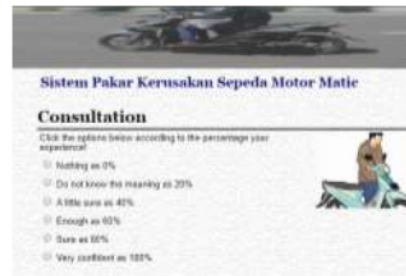 Sistem Pakar Kerusakan Sepeda Motor Matic
Consultation
Click the options below according to the percentage your
experience!
Nothing as 0%
Do not know the meaning as 20%
A little sure as 40%
Enough as 60%
Sure as 80%
Very confident as 100%